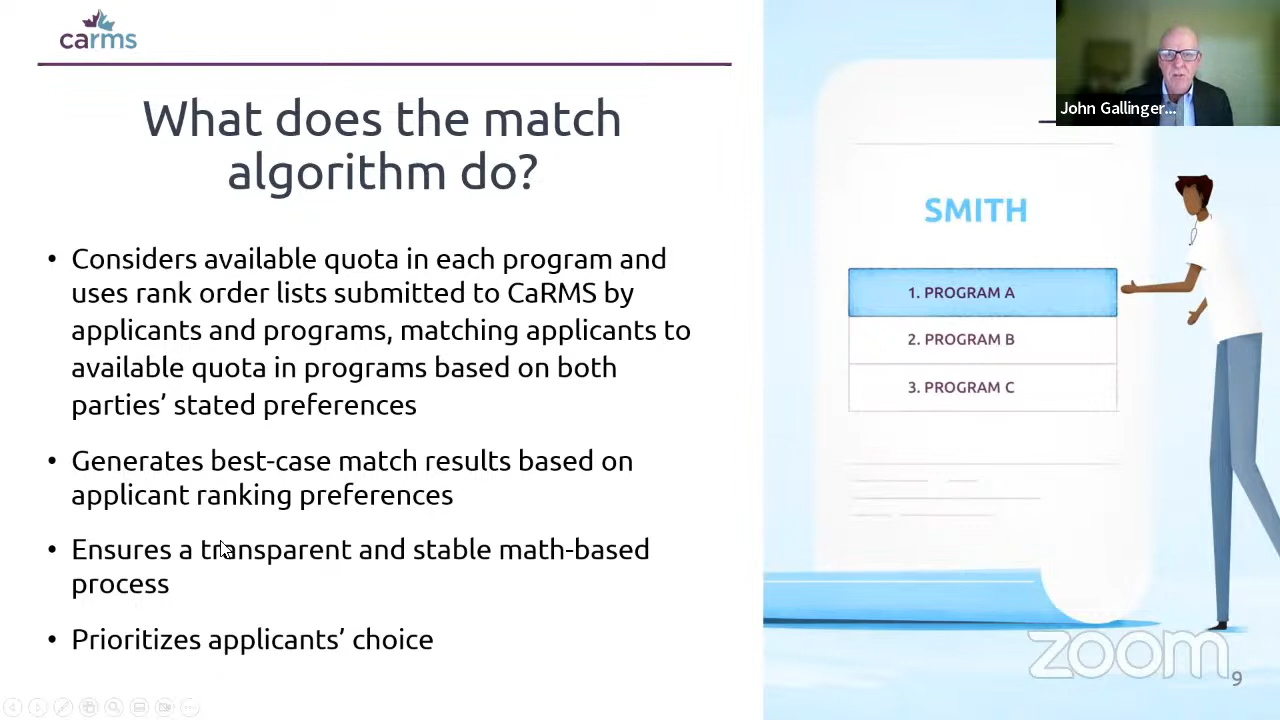 carms
What does the match
algorithm do?
• Considers available quota in each program and
uses rank order lists submitted to CaRMS by
applicants and programs, matching applicants to
available quota in programs based on both
parties’ stated preferences
• Generates best-case match results based on
applicant ranking preferences
• Ensures a transparent and stable math-based
process
• Prioritizes applicants’ choice
John Gallinger...
SMITH
1. PROGRAM A
2. PROGRAM B
3. PROGRAM C
zoom
9